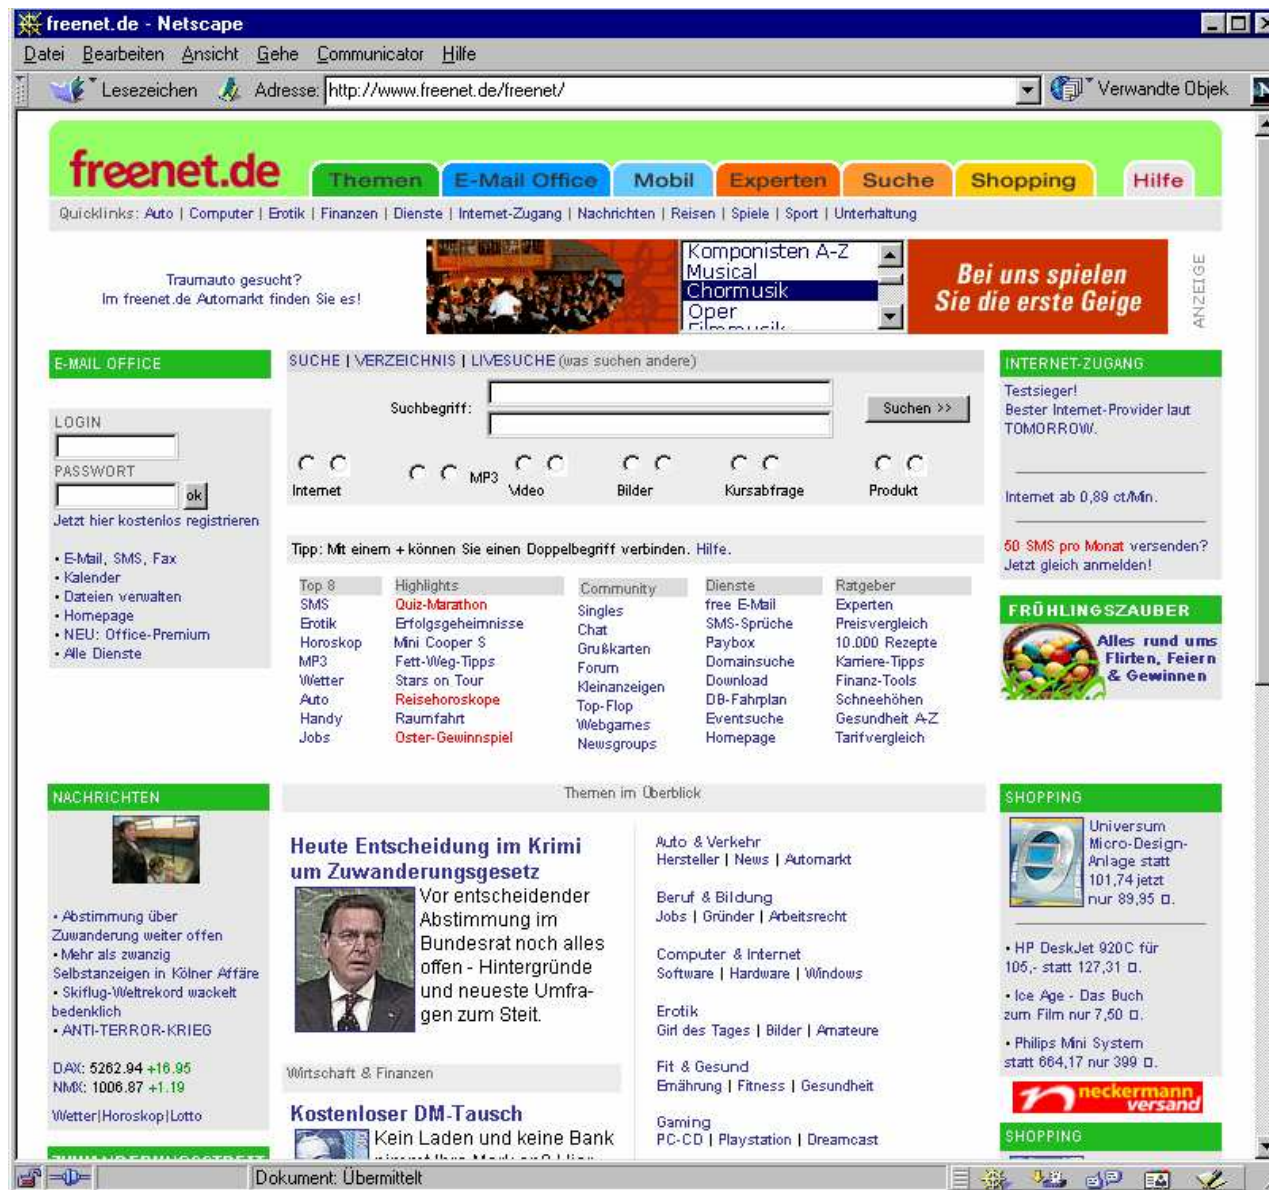 freenet.de - Netscape
Datei Bearbeiten Ansicht Gehe Communicator Hilfe
Lesezeichen Adresse: http://www.freenet.de/freenet/ Verwandte Objek
freenet.de Themen E-Mail Office Mobil Experten Suche Shopping Hilfe
Quicklinks: Auto | Computer | Erotik | Finanzen | Dienste | Internet-Zugang | Nachrichten | Reisen | Spiele | Sport | Unterhaltung
Traumauto gesucht?
Im freenet.de Automarkt finden Sie es!
Komponisten A-Z
Musical
Chormusik
Oper
Filmmusik
Bei uns spielen
Sie die erste Geige
ANZEIGE
E-MAIL OFFICE
LOGIN
PASSWORT
ok
Jetzt hier kostenlos registrieren
• E-Mail, SMS, Fax
• Kalender
• Dateien verwalten
• Homepage
• NEU: Office-Premium
• Alle Dienste
SUCHE | VERZEICHNIS | LIVESUCHE (was suchen andere)
Suchbegriff: Suchen >>
Internet MP3 Video Bilder Kursabfrage Produkt
Tipp: Mit einem + können Sie einen Doppelbegriff verbinden. Hilfe.
Top 8
SMS
Erotik
Horoskop
MP3
Wetter
Auto
Handy
Jobs
Highlights
Quiz-Marathon
Erfolgsgeheimnisse
Mini Cooper S
Fett-Weg-Tipps
Stars on Tour
Reisehoroskope
Raumfahrt
Oster-Gewinnspiel
Community
Singles
Chat
Grußkarten
Forum
Kleinanzeigen
Top-Flop
Webgames
Newsgroups
Dienste
free E-Mail
SMS-Sprüche
Paybox
Domainsuche
Download
DB-Fahrplan
Eventsuche
Homepage
Ratgeber
Experten
Preisvergleich
10.000 Rezepte
Karriere-Tipps
Finanz-Tools
Schneehöhen
Gesundheit A-Z
Tarifvergleich
INTERNET-ZUGANG
Testsieger!
Bester Internet-Provider laut
TOMORROW.
Internet ab 0,89 ct/Min.
50 SMS pro Monat versenden?
Jetzt gleich anmelden!
FRÜHLINGSZAUBER
Alles rund ums
Flirten, Feiern
& Gewinnen
NACHRICHTEN
• Abstimmung über
Zuwanderung weiter offen
• Mehr als zwanzig
Selbstanzeigen in Kölner Affäre
• Skiflug-Weltrekord wackelt
bedenklich
• ANTI-TERROR-KRIEG
DAX: 5262.94 +16.95
NMX: 1006.87 +1.19
Wetter|Horoskop|Lotto
Themen im Überblick
Heute Entscheidung im Krimi
um Zuwanderungsgesetz
Vor entscheidender
Abstimmung im
Bundesrat noch alles
offen - Hintergründe
und neueste Umfra-
gen zum Steit.
Wirtschaft & Finanzen
Kostenloser DM-Tausch
Kein Laden und keine Bank
Auto & Verkehr
Hersteller | News | Automarkt
Beruf & Bildung
Jobs | Gründer | Arbeitsrecht
Computer & Internet
Software | Hardware | Windows
Erotik
Girl des Tages | Bilder | Amateure
Fit & Gesund
Ernährung | Fitness | Gesundheit
Gaming
PC-CD | Playstation | Dreamcast
SHOPPING
Universum
Micro-Design-
Anlage statt
101,74 jetzt
nur 89,95 □.
• HP DeskJet 920C für
105,- statt 127,31 □.
• Ice Age - Das Buch
zum Film nur 7,50 □.
• Philips Mini System
statt 664,17 nur 399 □.
neckermann
versand
SHOPPING
Dokument: Übermittelt